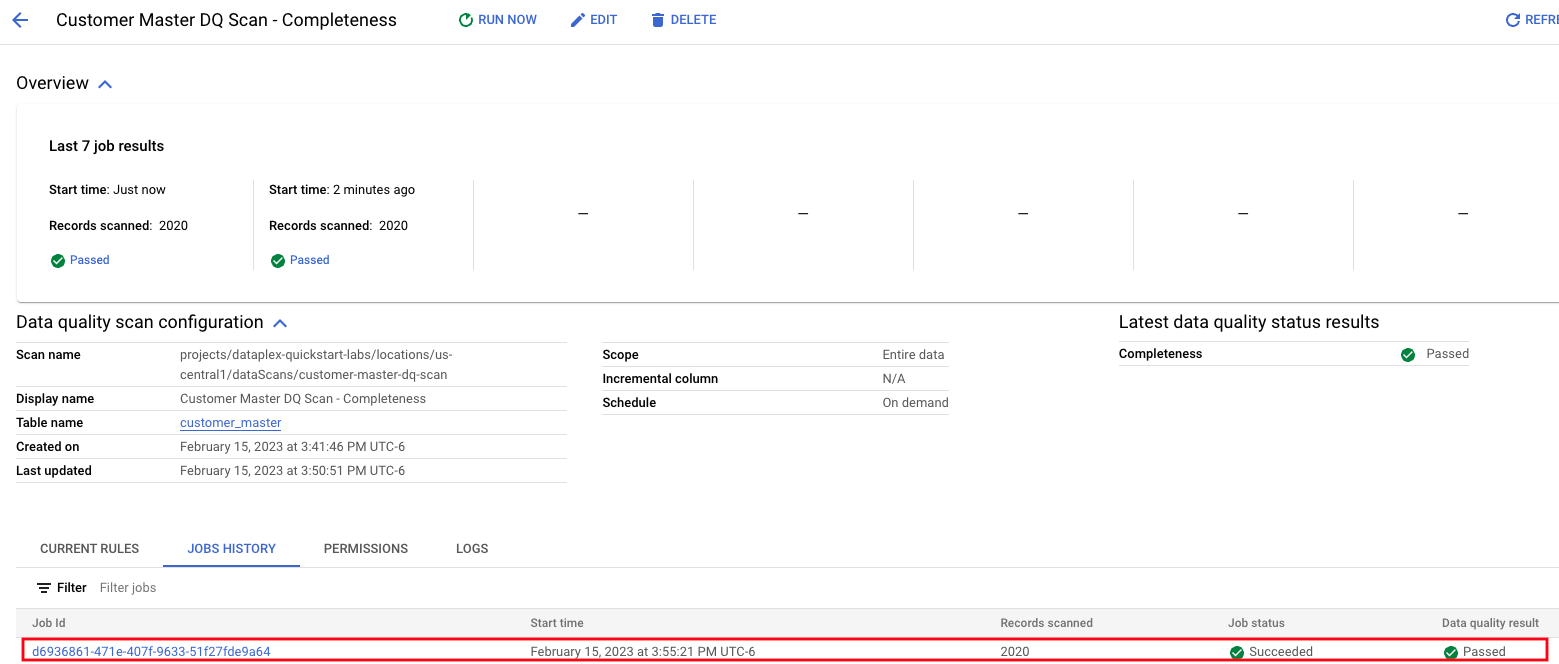 Customer Master DQ Scan - Completeness RUN NOW EDIT DELETE REFRE
Overview
Last 7 job results
Start time: Just now Start time: 2 minutes ago
– – – – –
Records scanned: 2020 Records scanned: 2020
Passed Passed
Data quality scan configuration Latest data quality status results
Scan name projects/dataplex-quickstart-labs/locations/us- Scope Entire data Completeness Passed
central1/dataScans/customer-master-dq-scan
Incremental column N/A
Display name Customer Master DQ Scan - Completeness Schedule On demand
Table name customer_master
Created on February 15, 2023 at 3:41:46 PM UTC-6
Last updated February 15, 2023 at 3:50:51 PM UTC-6
CURRENT RULES JOBS HISTORY PERMISSIONS LOGS
Filter Filter jobs
Job Id Start time Records scanned Job status Data quality result
d6936861-471e-407f-9633-51f27fde9a64 February 15, 2023 at 3:55:21 PM UTC-6 2020 Succeeded Passed